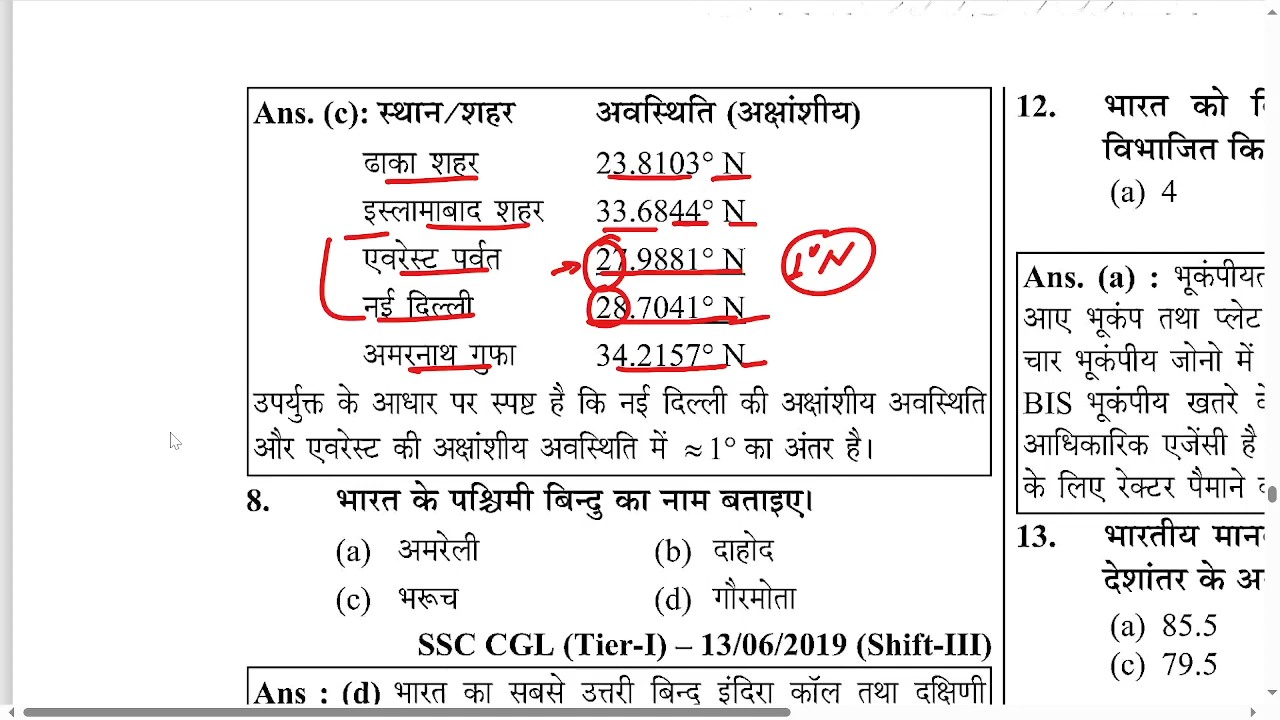 Ans. (c): स्थान/शहर अवस्थिति (अक्षांशीय)
ढाका शहर 23.8103° N
इस्लामाबाद शहर 33.6844° N
एवरेस्ट पर्वत 27.9881° N 1° N
नई दिल्ली 28.7041° N
अमरनाथ गुफा 34.2157° N
उपर्युक्त के आधार पर स्पष्ट है कि नई दिल्ली की अक्षांशीय अवस्थिति
और एवरेस्ट की अक्षांशीय अवस्थिति में ≈ 1° का अंतर है।
8. भारत के पश्चिमी बिन्दु का नाम बताइए।
(a) अमरेली (b) दाहोद
(c) भरूच (d) गौरमोता
SSC CGL (Tier-I) – 13/06/2019 (Shift-III)
Ans : (d) भारत का सबसे उत्तरी बिन्दु इंदिरा कॉल तथा दक्षिणी
12. भारत को
विभाजित
(a) 4
Ans. (a) :
आए भूकंप तथा प्लेट
चार भूकंपीय जोनो में
BIS भूकंपीय खतरे
आधिकारिक एजेंसी है
के लिए रेक्टर पैमाने
13. भारतीय
देशांतर के
(a) 85.5
(c) 79.5